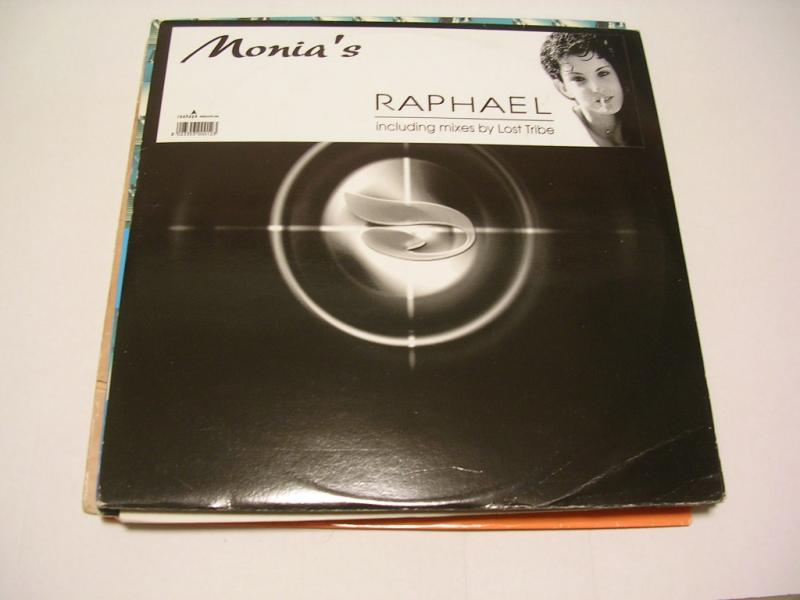 Monia's
RAPHAEL
including mixes by Lost Tribe